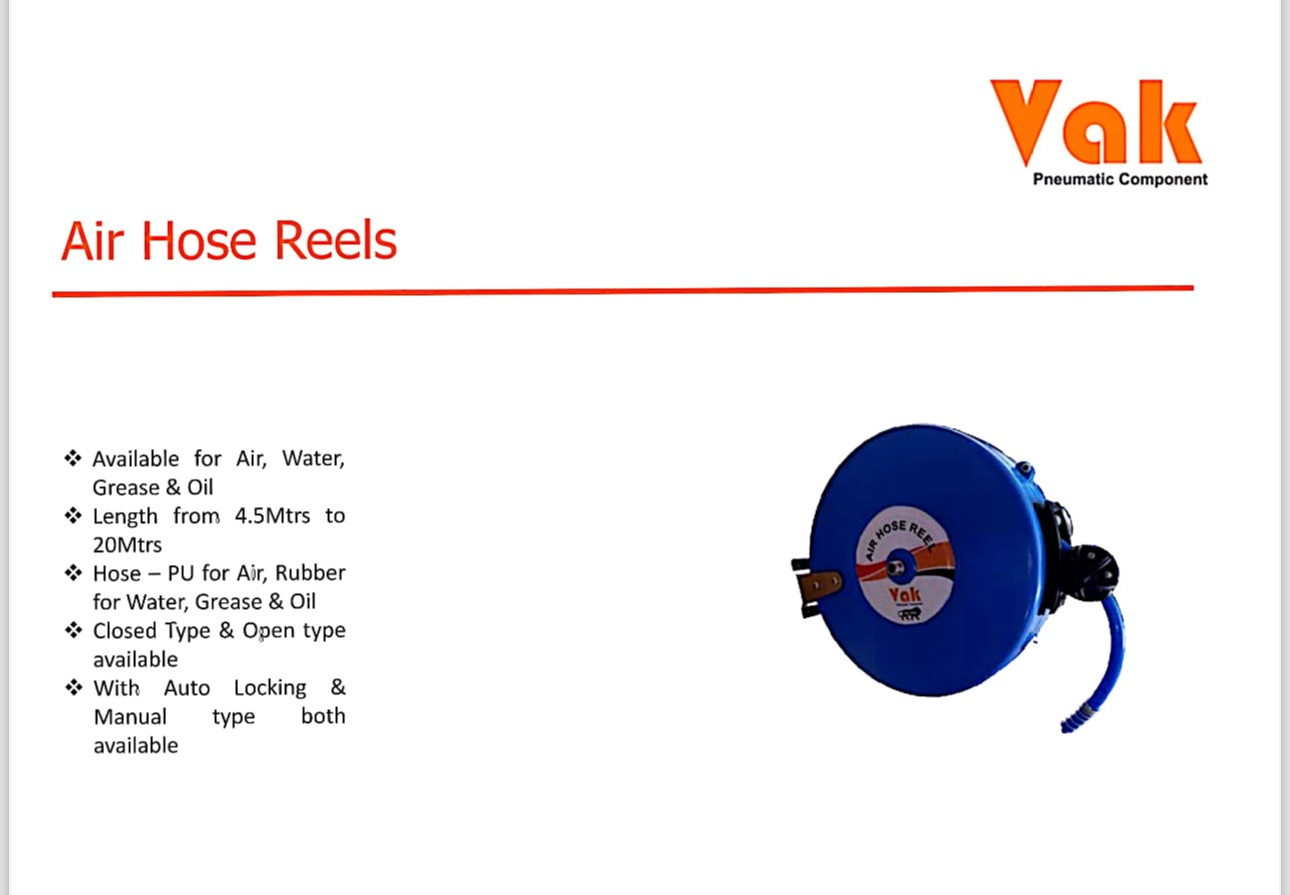 Vak
Pneumatic Component
Air Hose Reels
Available for Air, Water,
Grease & Oil
Length from 4.5Mtrs to
20Mtrs
Hose – PU for Air, Rubber
for Water, Grease & Oil
Closed Type & Open type
available
With Auto Locking &
Manual type both
available
AIR HOSE REEL
Vak